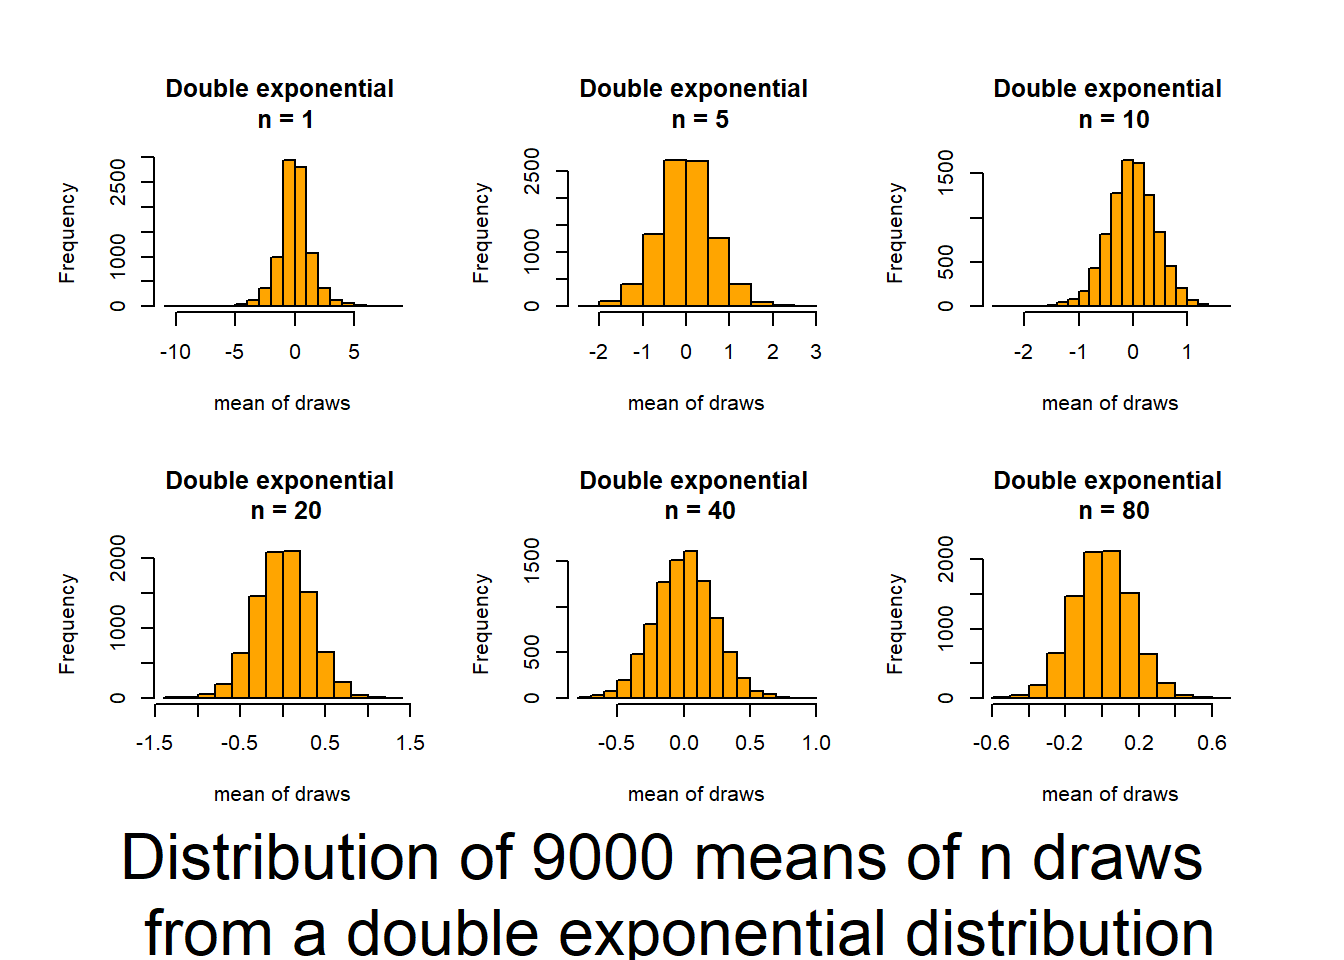 Double exponential
n = 1
Frequency
0 1000 2500
-10 -5 0 5
mean of draws
Double exponential
n = 5
Frequency
0 1000 2500
-2 -1 0 1 2 3
mean of draws
Double exponential
n = 10
Frequency
0 500 1500
-2 -1 0 1
mean of draws
Double exponential
n = 20
Frequency
0 1000 2000
-1.5 -0.5 0.5 1.5
mean of draws
Double exponential
n = 40
Frequency
0 500 1500
-0.5 0.0 0.5 1.0
mean of draws
Double exponential
n = 80
Frequency
0 1000 2000
-0.6 -0.2 0.2 0.6
mean of draws
Distribution of 9000 means of n draws
from a double exponential distribution